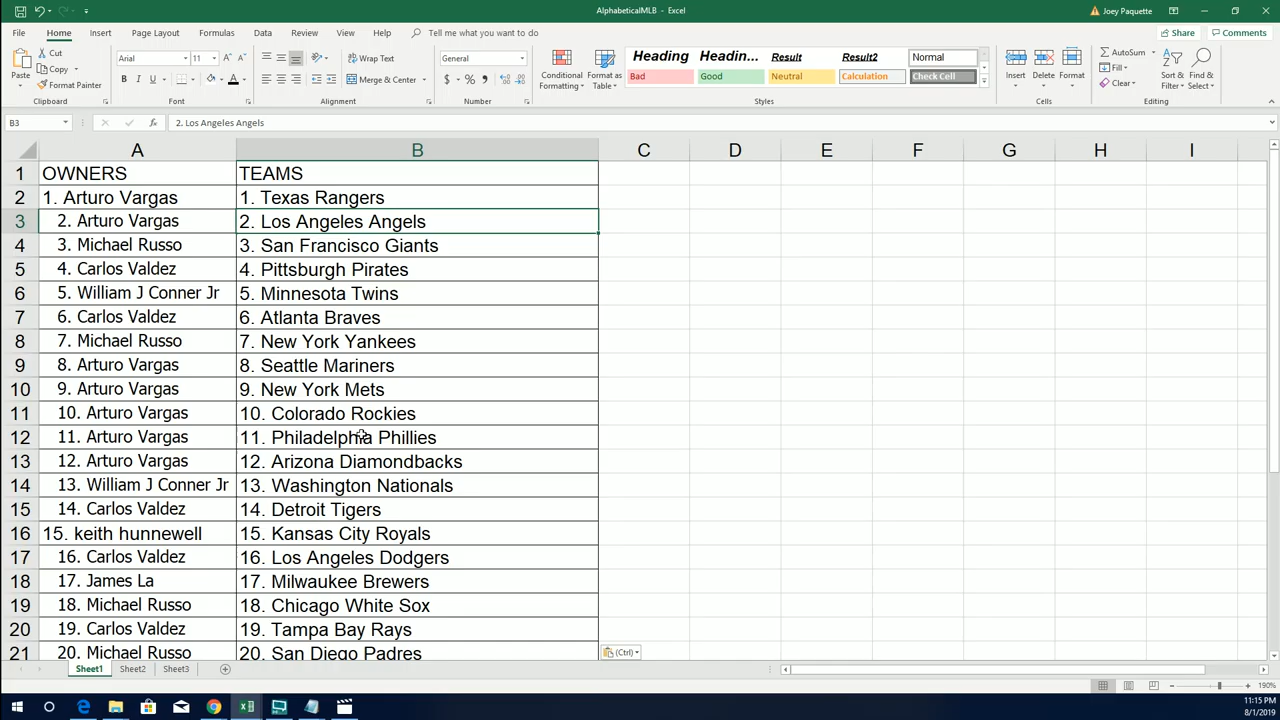 AlphabeticalMLB - Excel
Joey Paquette
File Home Insert Page Layout Formulas Data Review View Help Tell me what you want to do
Share Comments
Paste
Cut
Copy
Format Painter
Clipboard
Arial 11
B I U
Font
Wrap Text
Merge & Center
Alignment
General
$ % ,
Number
Conditional Formatting
Format as Table
Heading Headin... Result Result2 Normal
Bad Good Neutral Calculation Check Cell
Styles
Insert Delete Format
Cells
AutoSum
Fill
Clear
Sort & Filter
Find & Select
Editing
B3 fx 2. Los Angeles Angels
A B C D E F G H I
1 OWNERS TEAMS
2 1. Arturo Vargas 1. Texas Rangers
3 2. Arturo Vargas 2. Los Angeles Angels
4 3. Michael Russo 3. San Francisco Giants
5 4. Carlos Valdez 4. Pittsburgh Pirates
6 5. William J Conner Jr 5. Minnesota Twins
7 6. Carlos Valdez 6. Atlanta Braves
8 7. Michael Russo 7. New York Yankees
9 8. Arturo Vargas 8. Seattle Mariners
10 9. Arturo Vargas 9. New York Mets
11 10. Arturo Vargas 10. Colorado Rockies
12 11. Arturo Vargas 11. Philadelphia Phillies
13 12. Arturo Vargas 12. Arizona Diamondbacks
14 13. William J Conner Jr 13. Washington Nationals
15 14. Carlos Valdez 14. Detroit Tigers
16 15. keith hunnewell 15. Kansas City Royals
17 16. Carlos Valdez 16. Los Angeles Dodgers
18 17. James La 17. Milwaukee Brewers
19 18. Michael Russo 18. Chicago White Sox
20 19. Carlos Valdez 19. Tampa Bay Rays
21 20. Michael Russo 20. San Diego Padres
(Ctrl)
Sheet1 Sheet2 Sheet3
190%
11:15 PM
8/1/2019